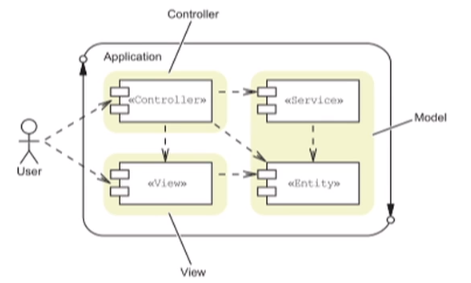 Controller
Application
«Controller»
«Service»
Model
User
«View»
«Entity»
View